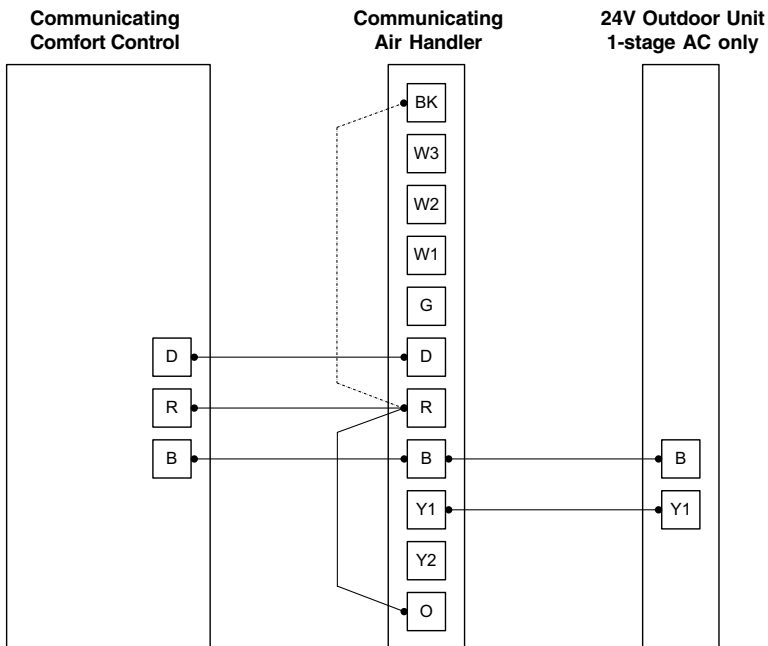 Communicating
Comfort Control
Communicating
Air Handler
24V Outdoor Unit
1-stage AC only
BK
W3
W2
W1
G
D
D
R
R
B
B
B
Y1
Y1
Y2
O